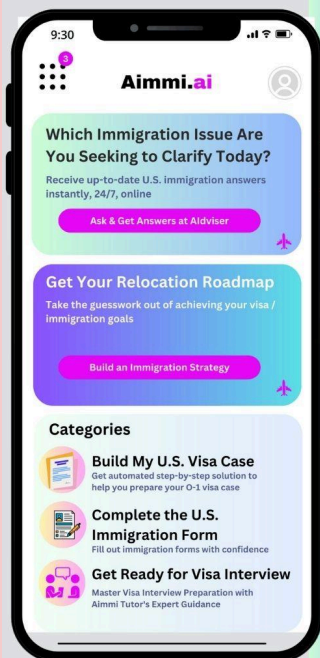 9:30
3
Aimmi.ai
Which Immigration Issue Are
You Seeking to Clarify Today?
Receive up-to-date U.S. immigration answers
instantly, 24/7, online
Ask & Get Answers at AIdviser
Get Your Relocation Roadmap
Take the guesswork out of achieving your visa /
immigration goals
Build an Immigration Strategy
Categories
Build My U.S. Visa Case
Get automated step-by-step solution to
help you prepare your O-1 visa case
Complete the U.S.
Immigration Form
Fill out immigration forms with confidence
Get Ready for Visa Interview
Master Visa Interview Preparation with
Aimmi Tutor's Expert Guidance